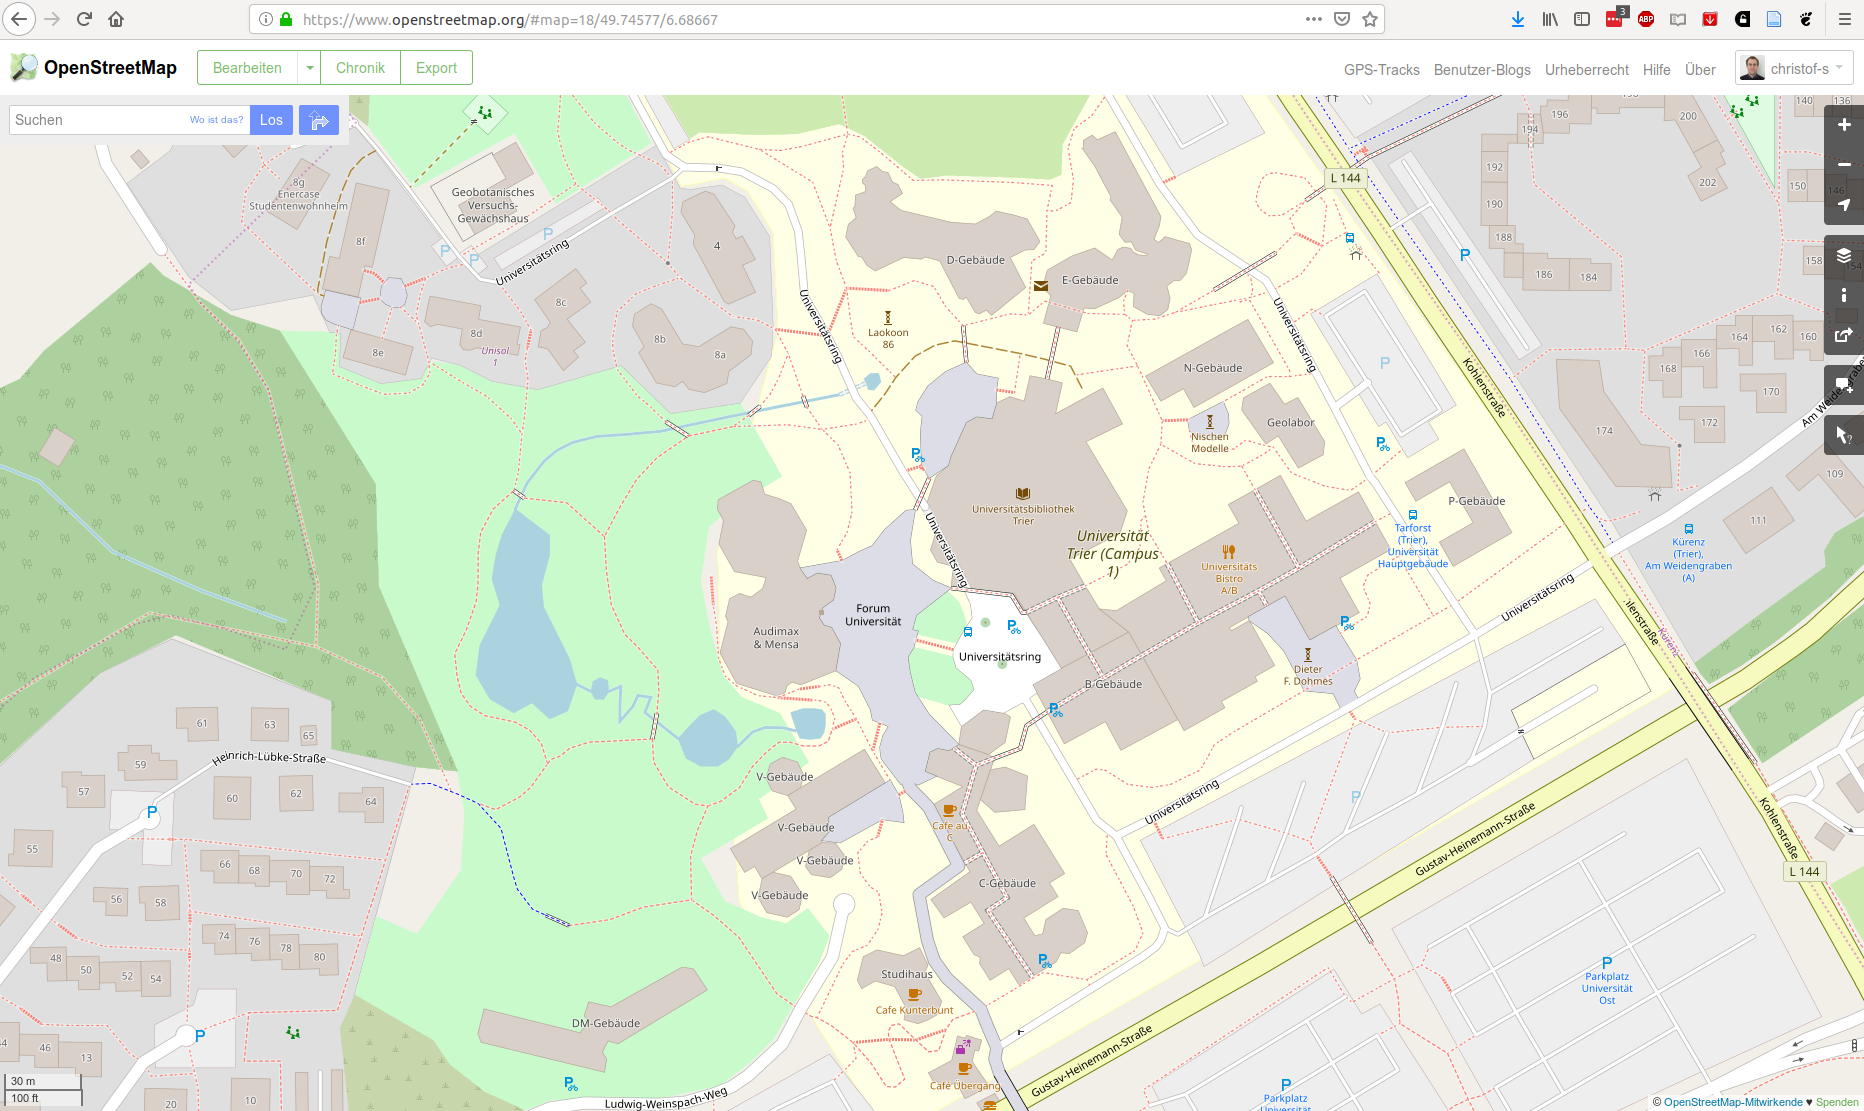 https://www.openstreetmap.org/#map=18/49.74577/6.68667
3
ABP
OpenStreetMap
Bearbeiten
Chronik
Export
GPS-Tracks
Benutzer-Blogs
Urheberrecht
Hilfe
Über
christof-s
Suchen
Wo ist das?
Los
8g
Enercase
Studentenwohnheim
Geobotanisches
Versuchs-
Gewächshaus
8f
Universitätsring
4
8c
8d
Unisol
1
8e
8b
8a
Universitätsring
D-Gebäude
E-Gebäude
Laokoon
86
L 144
194
196
198
200
202
192
190
188
186
184
140
136
150
146
158
154
164
162
160
166
168
170
172
174
Universitätsring
Kohlenstraße
Am Weidengraben
N-Gebäude
Geolabor
Nischen
Modelle
P-Gebäude
109
111
Universitätsbibliothek
Trier
Universität
Trier (Campus
1)
Universitätsring
Universitäts
Bistro
A/B
Tarforst
(Trier),
Universität
Hauptgebäude
Kürenz
(Trier),
Am Weidengraben
(A)
Forum
Universität
Audimax
& Mensa
Universitätsring
B-Gebäude
Dieter
F. Dohmes
Universitätsring
Kürenz
61
63
65
Heinrich-Lübke-Straße
59
57
60
62
64
P
55
66
68
70
72
56
58
74
76
78
80
48
50
52
54
44
46
13
20
10
V-Gebäude
V-Gebäude
V-Gebäude
V-Gebäude
Cafe au
C
C-Gebäude
Universitätsring
Gustav-Heinemann-Straße
Kohlenstraße
L 144
Studihaus
Cafe Kunterbunt
DM-Gebäude
Café Übergang
Ludwig-Weinspach-Weg
Gustav-Heinemann-Straße
P
Parkplatz
Universität
Ost
P
Parkplatz
Universität
30 m
100 ft
© OpenStreetMap-Mitwirkende ♥ Spenden